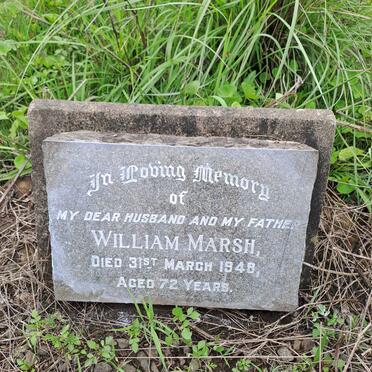 In Loving Memory
of
MY DEAR HUSBAND AND MY FATHER
WILLIAM MARSH,
DIED 31ST MARCH 1948,
AGED 72 YEARS.